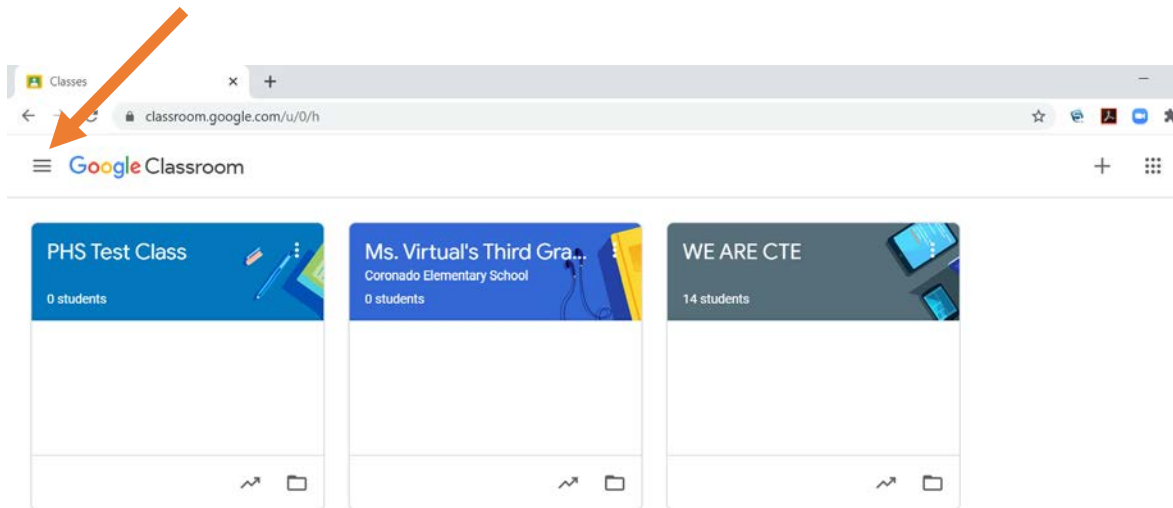 Classes
classroom.google.com/u/0/h
Google Classroom
PHS Test Class
0 students
Ms. Virtual's Third Gra...
Coronado Elementary School
0 students
WE ARE CTE
14 students